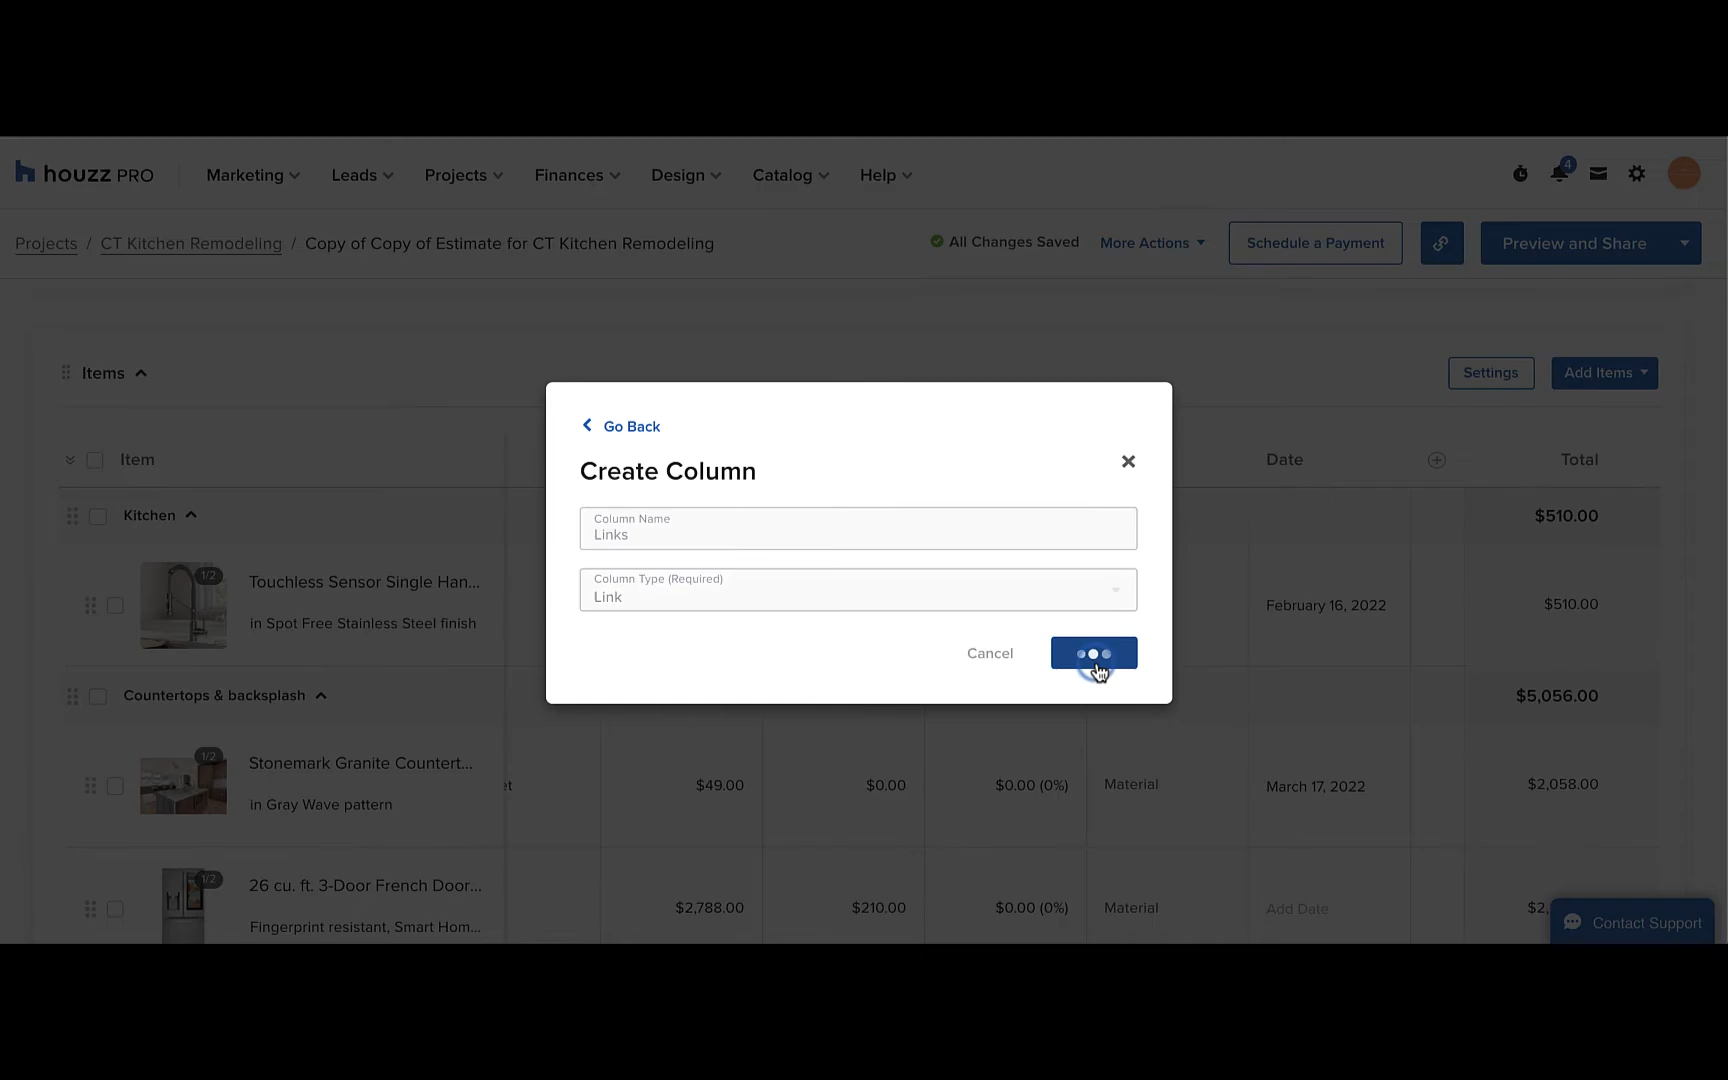 houzz PRO
Marketing
Leads
Projects
Finances
Design
Catalog
Help
4
Projects / CT Kitchen Remodeling / Copy of Copy of Estimate for CT Kitchen Remodeling
All Changes Saved
More Actions
Schedule a Payment
Preview and Share
Items
Settings
Add Items
Item
Date
Total
Kitchen
$510.00
1/2
Touchless Sensor Single Han...
in Spot Free Stainless Steel finish
February 16, 2022
$510.00
Go Back
Create Column
Column Name
Links
Column Type (Required)
Link
Cancel
Countertops & backsplash
$5,056.00
1/2
Stonemark Granite Countert...
in Gray Wave pattern
$49.00
$0.00
$0.00 (0%)
Material
March 17, 2022
$2,058.00
1/2
26 cu. ft. 3-Door French Door...
Fingerprint resistant, Smart Hom...
$2,788.00
$210.00
$0.00 (0%)
Material
Add Date
Contact Support